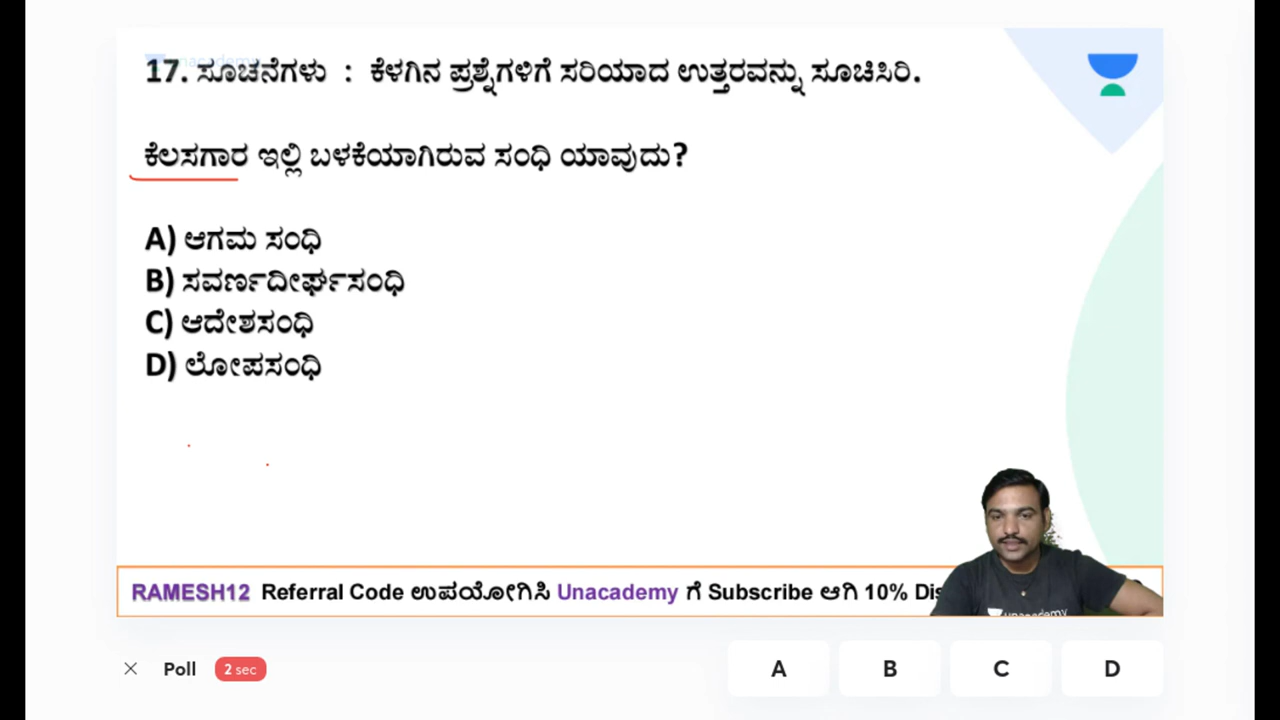 17. ಸೂಚನೆಗಳು : ಕೆಳಗಿನ ಪ್ರಶ್ನೆಗಳಿಗೆ ಸರಿಯಾದ ಉತ್ತರವನ್ನು ಸೂಚಿಸಿರಿ.
ಕೆಲಸಗಾರ ಇಲ್ಲಿ ಬಳಕೆಯಾಗಿರುವ ಸಂಧಿ ಯಾವುದು?
A) ಆಗಮ ಸಂಧಿ
B) ಸವರ್ಣದೀರ್ಘಸಂಧಿ
C) ಆದೇಶಸಂಧಿ
D) ಲೋಪಸಂಧಿ
unacademy
RAMESH12 Referral Code ಉಪಯೋಗಿಸಿ Unacademy ಗೆ Subscribe ಆಗಿ 10%
Poll 2 sec A B C D